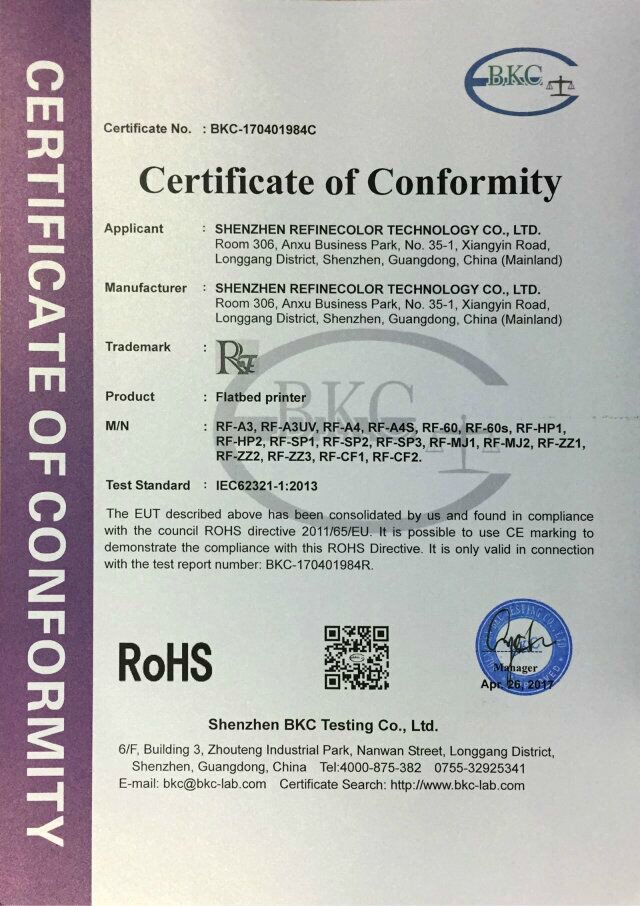 CERTIFICATE OF CONFORMITY
BKC
Certificate No. : BKC-170401984C
Certificate of Conformity
Applicant : SHENZHEN REFINECOLOR TECHNOLOGY CO., LTD.
Room 306, Anxu Business Park, No. 35-1, Xiangyin Road,
Longgang District, Shenzhen, Guangdong, China (Mainland)
Manufacturer : SHENZHEN REFINECOLOR TECHNOLOGY CO., LTD.
Room 306, Anxu Business Park, No. 35-1, Xiangyin Road,
Longgang District, Shenzhen, Guangdong, China (Mainland)
Trademark :
BKC
Product : Flatbed printer
M/N : RF-A3, RF-A3UV, RF-A4, RF-A4S, RF-60, RF-60s, RF-HP1,
RF-HP2, RF-SP1, RF-SP2, RF-SP3, RF-MJ1, RF-MJ2, RF-ZZ1,
RF-ZZ2, RF-ZZ3, RF-CF1, RF-CF2.
Test Standard : IEC62321-1:2013
The EUT described above has been consolidated by us and found in compliance
with the council ROHS directive 2011/65/EU. It is possible to use CE marking to
demonstrate the compliance with this ROHS Directive. It is only valid in connection
with the test report number: BKC-170401984R.
RoHS
TESTING CO., LTD
Manager
Apr. 26, 2017
Shenzhen BKC Testing Co., Ltd.
6/F, Building 3, Zhouteng Industrial Park, Nanwan Street, Longgang District,
Shenzhen, Guangdong, China Tel:4000-875-382 0755-32925341
E-mail: bkc@bkc-lab.com Certificate Search: http://www.bkc-lab.com